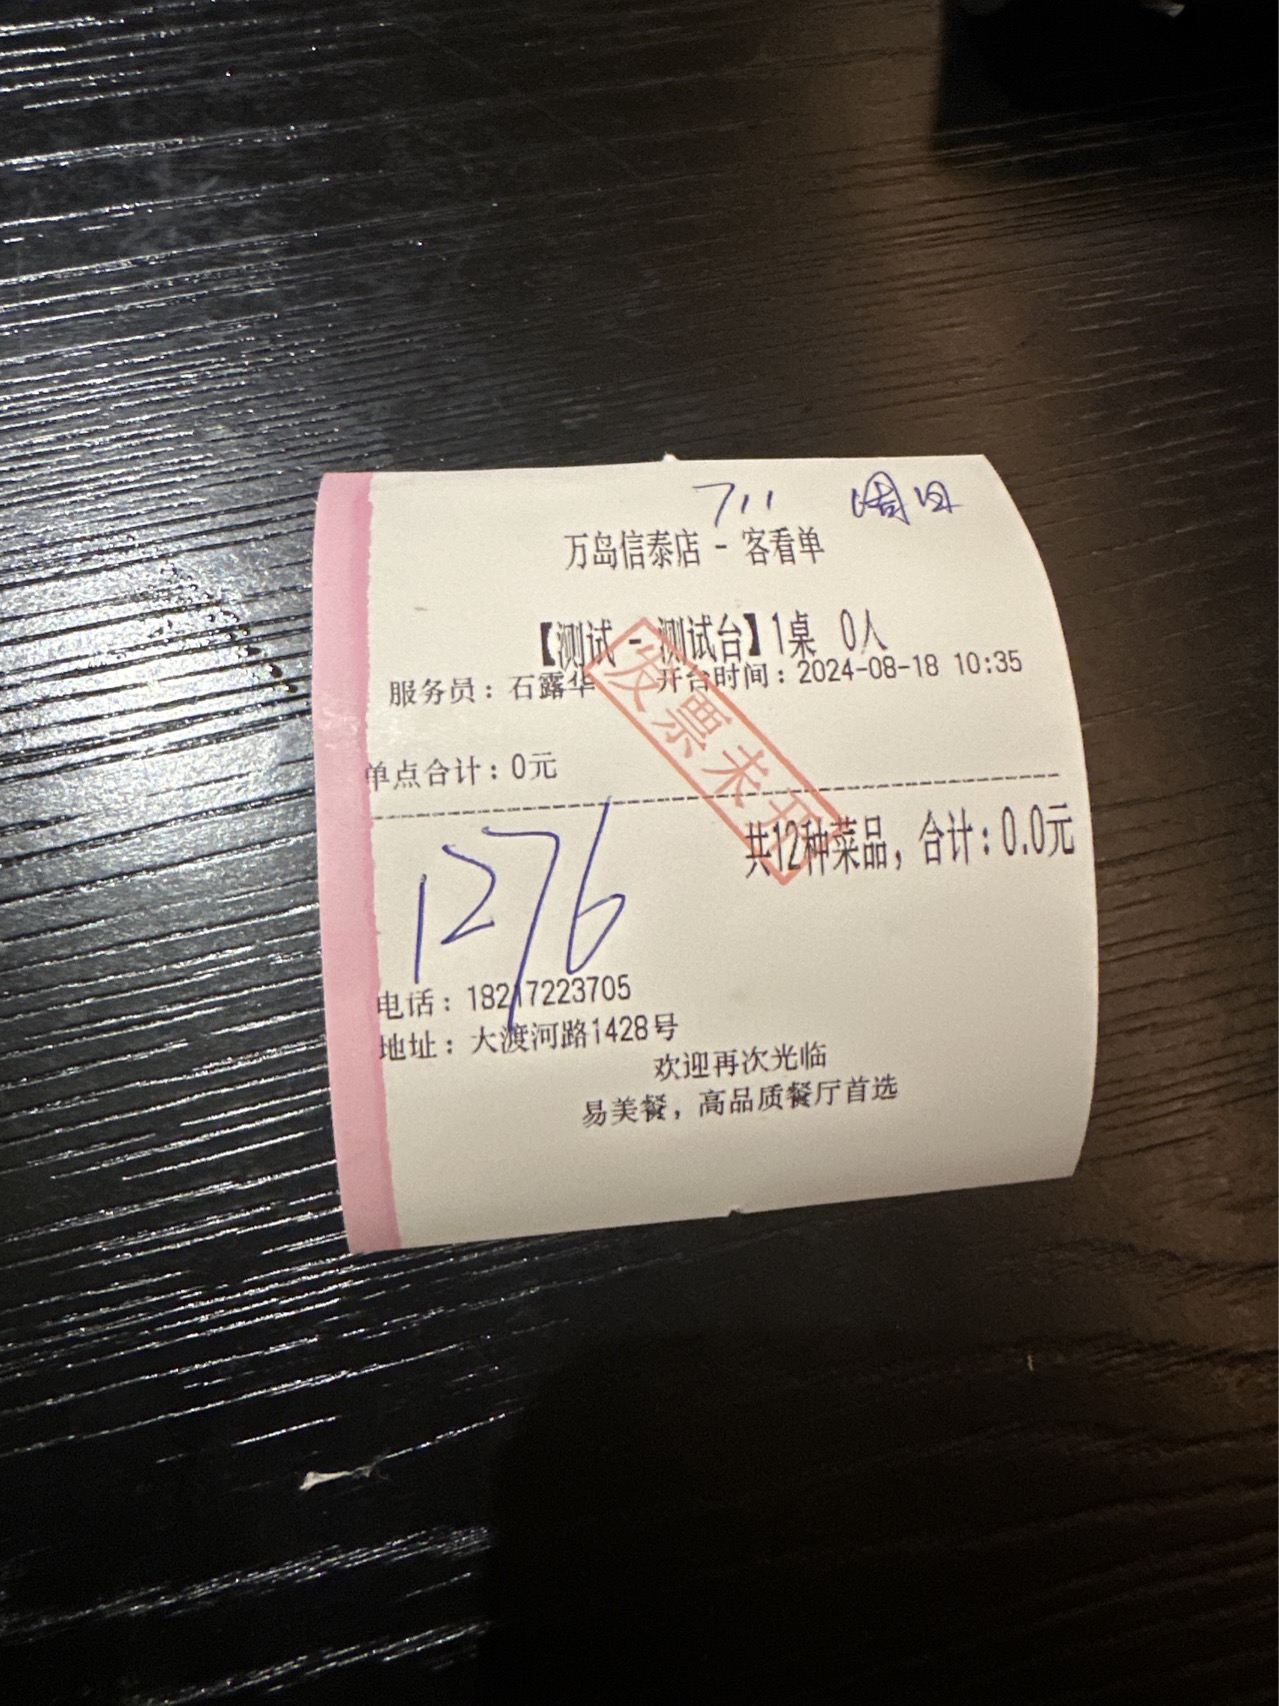 711 周日
万岛信泰店 - 客看单
【测试 - 测试台】1桌 0人
服务员：石露华 开台时间：2024-08-18 10:35
发票未开
单点合计：0元
共12种菜品，合计：0.0元
1276
电话：18217223705
地址：大渡河路1428号
欢迎再次光临
易美餐，高品质餐厅首选